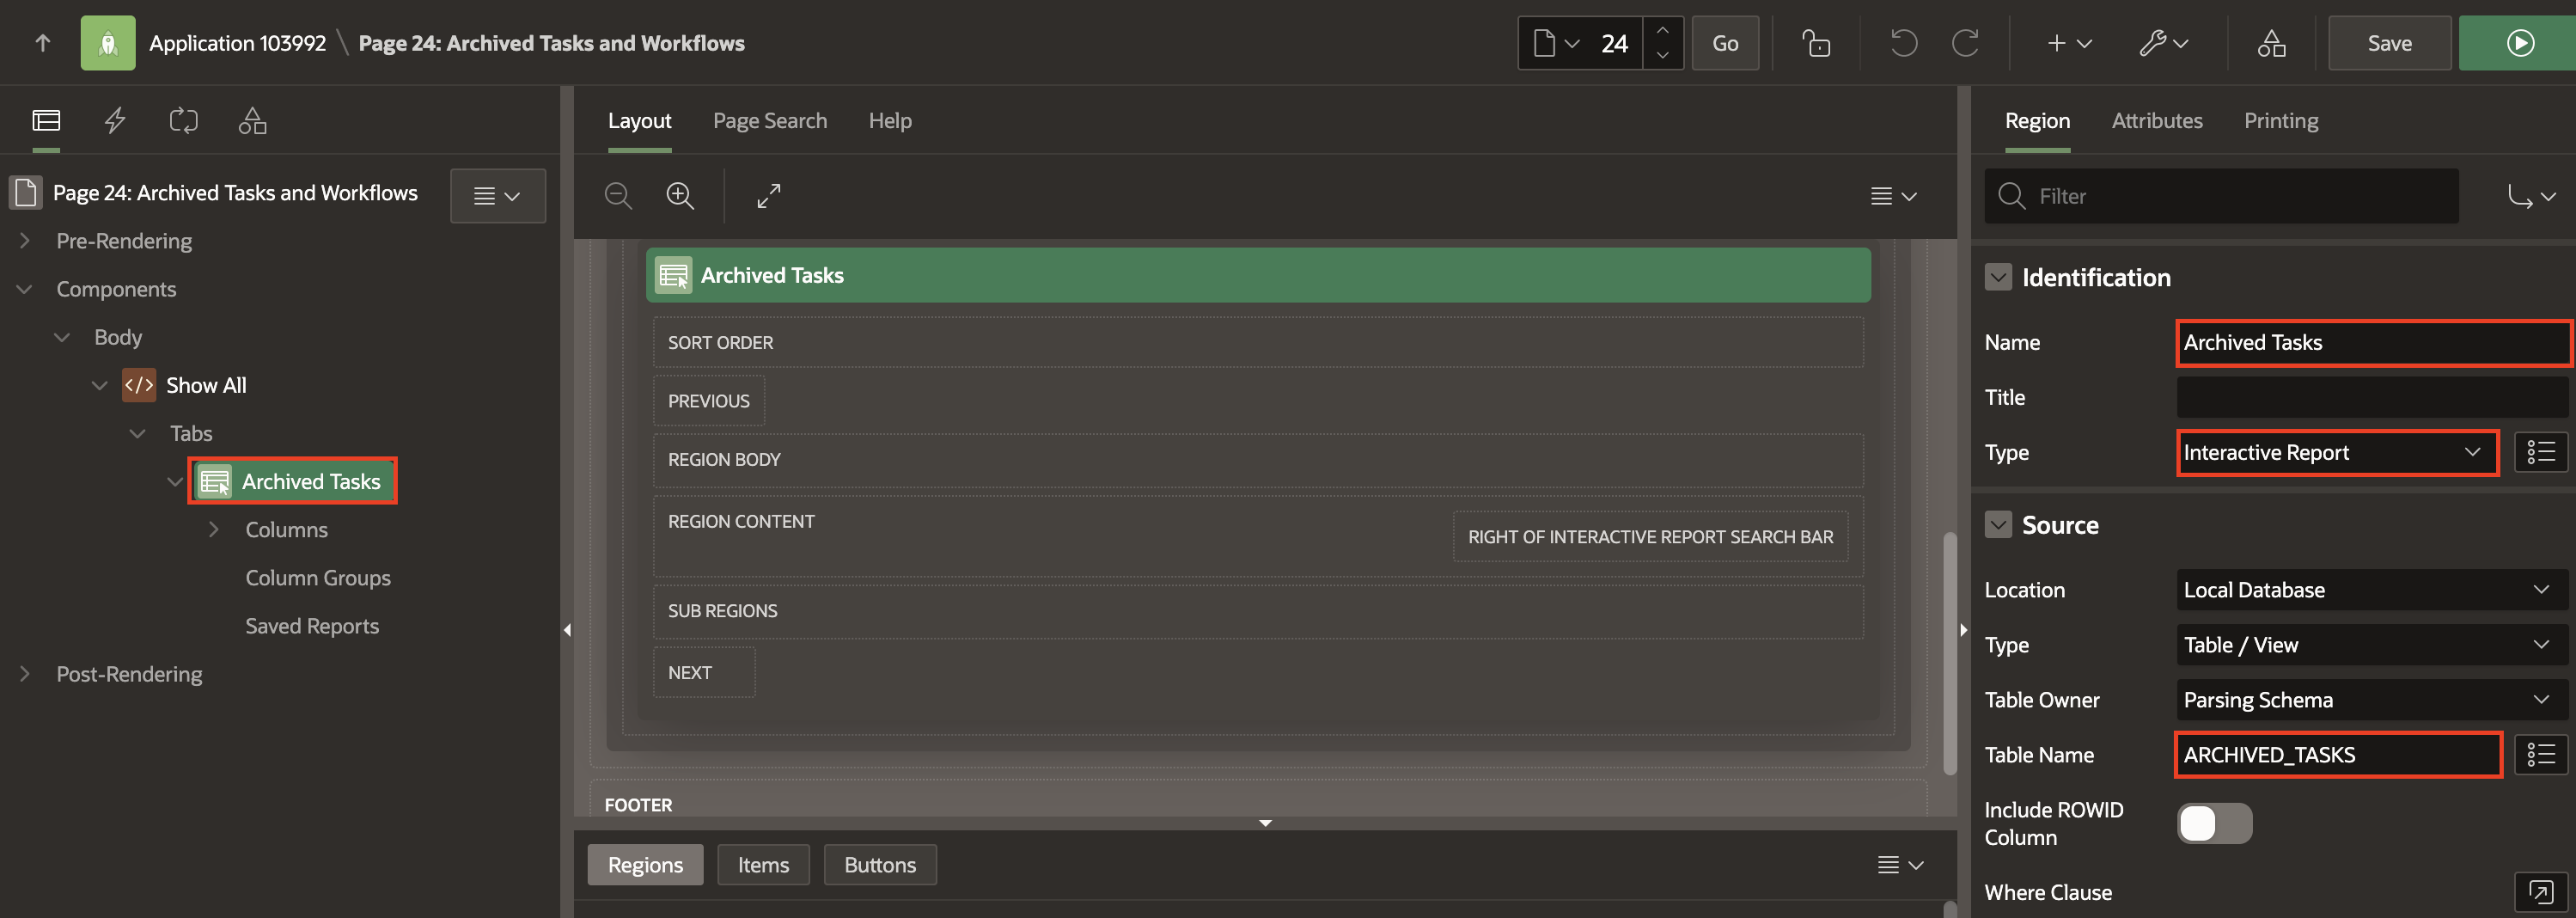 Application 103992 \ Page 24: Archived Tasks and Workflows
24
Go
Save
Page 24: Archived Tasks and Workflows
Pre-Rendering
Components
Body
</> Show All
Tabs
Archived Tasks
Columns
Column Groups
Saved Reports
Post-Rendering
Layout Page Search Help
Archived Tasks
SORT ORDER
PREVIOUS
REGION BODY
REGION CONTENT
RIGHT OF INTERACTIVE REPORT SEARCH BAR
SUB REGIONS
NEXT
FOOTER
Regions Items Buttons
Region Attributes Printing
Filter
Identification
Name Archived Tasks
Title
Type Interactive Report
Source
Location Local Database
Type Table / View
Table Owner Parsing Schema
Table Name ARCHIVED_TASKS
Include ROWID
Column
Where Clause